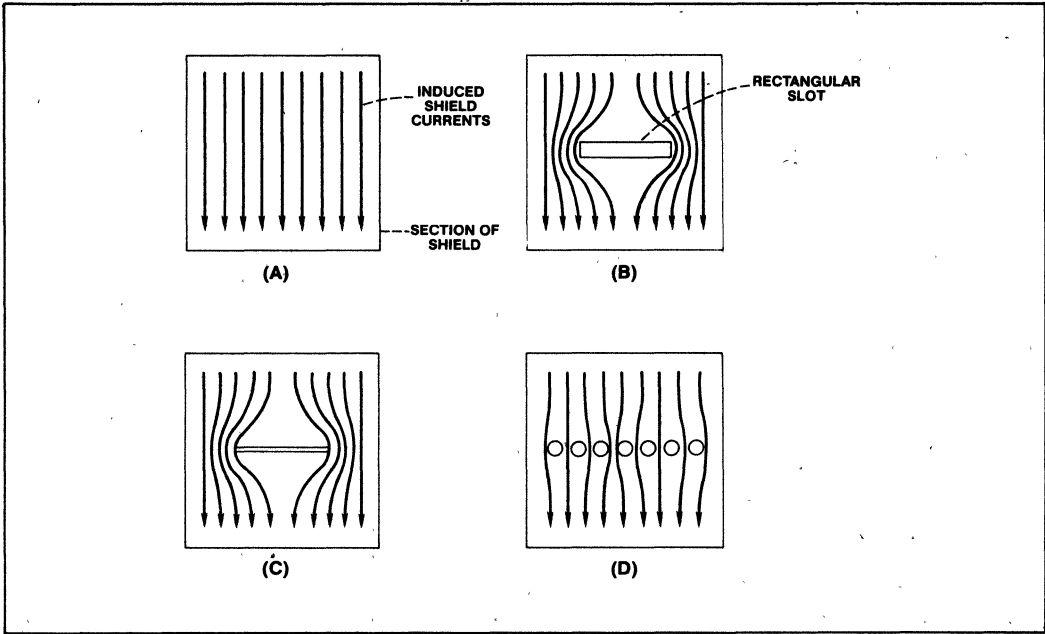 INDUCED
SHIELD
CURRENTS
SECTION OF
SHIELD
(A)
RECTANGULAR
SLOT
(B)
(C)
(D)